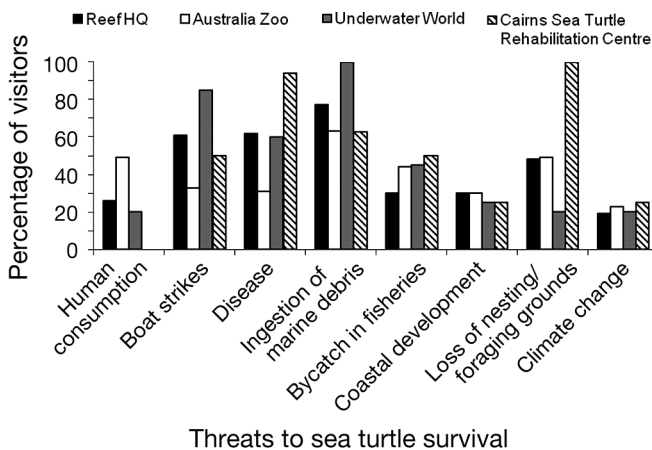 ReefHQ Australia Zoo Underwater World Cairns Sea Turtle
Rehabilitation Centre
Percentage of visitors
100
80
60
40
20
0
Human
consumption
Boat strikes
Disease
Ingestion of
marine debris
Bycatch in fisheries
Coastal development
Loss of nesting/
foraging grounds
Climate change
Threats to sea turtle survival